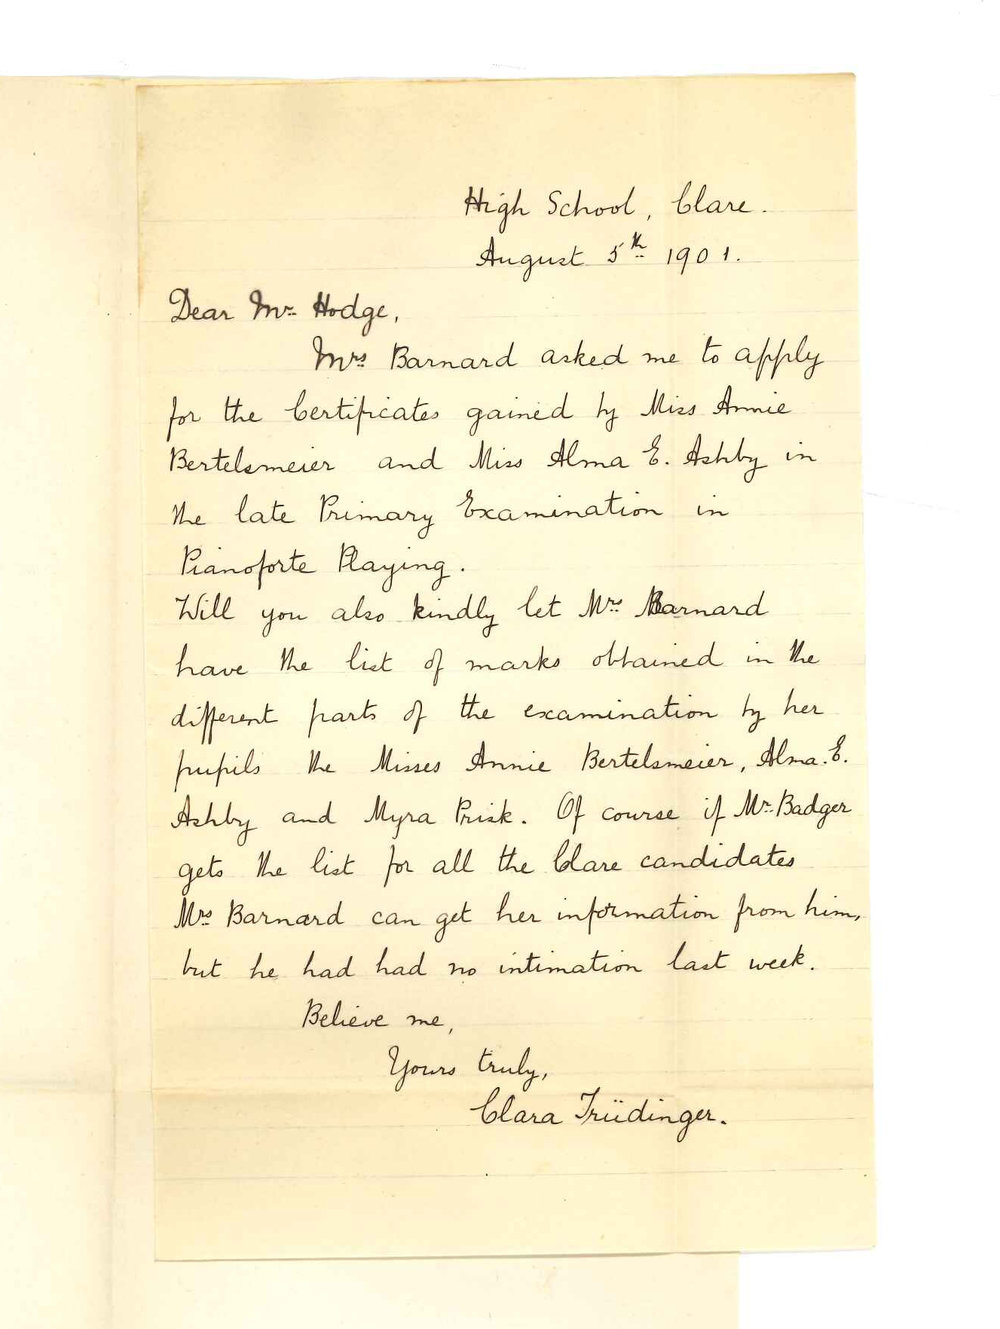 High School, Clare.
August 5th 1901.
Dear Mr Hodge,
Mrs Barnard asked me to apply
for the Certificates gained by Miss Annie
Bertelsmeier and Miss Alma E. Ashby in
the late Primary Examination in
Pianoforte Playing.
Will you also kindly let Mrs Barnard
have the list of marks obtained in the
different parts of the examination by her
pupils the Misses Annie Bertelsmeier, Alma. E.
Ashby and Myra Prisk. Of course if Mr Badger
gets the list for all the Clare candidates
Mrs Barnard can get her information from him,
but he had had no intimation last week.
Believe me,
Yours truly,
Clara Trüdinger.